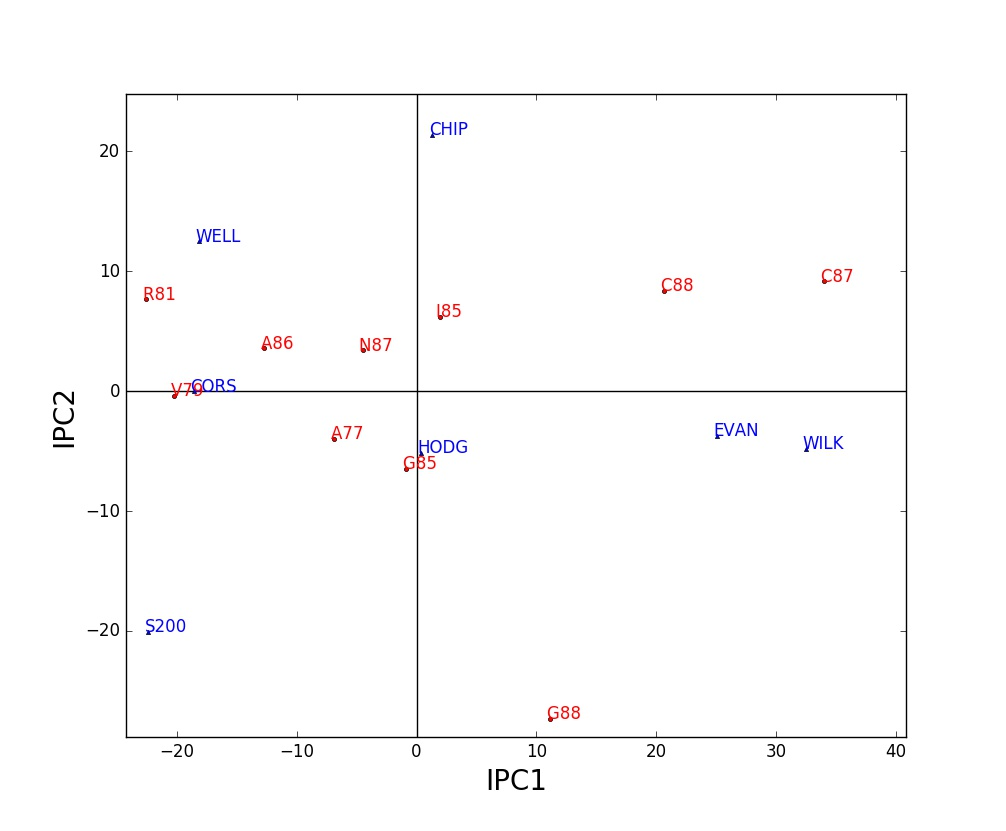 CHIP
20
WELL
10
R81
C88
C87
I85
A86
N87
0
V79
CORS
IPC2
A77
HODG
EVAN
WILK
G85
−10
−20
S200
G88
−20
−10
0
10
20
30
40
IPC1